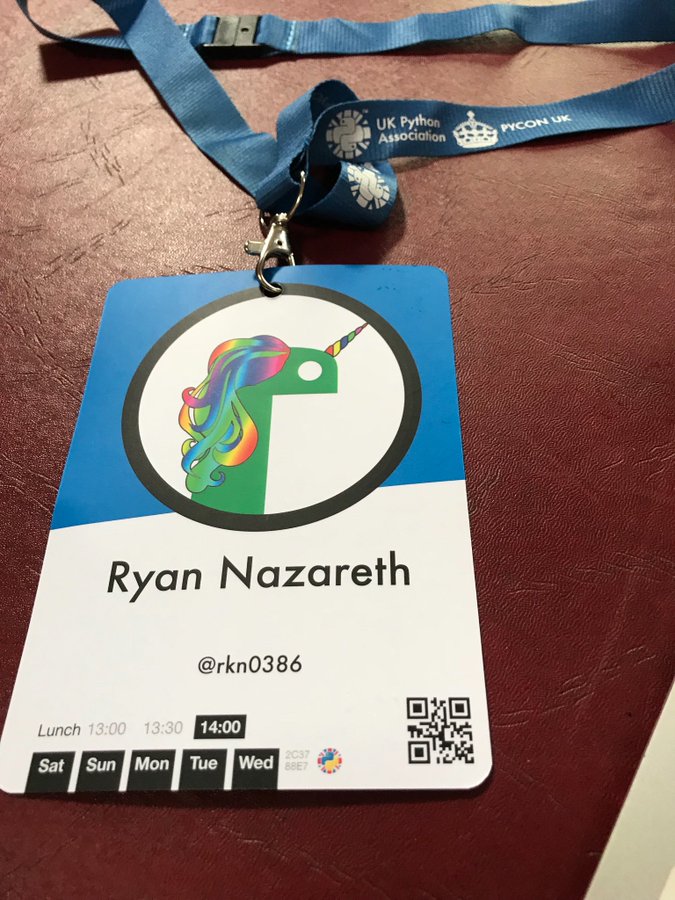 UK Python
Association
PYCON UK
Ryan Nazareth
@rkn0386
Lunch 13:00 13:30 14:00
Sat Sun Mon Tue Wed
2C37
88E7